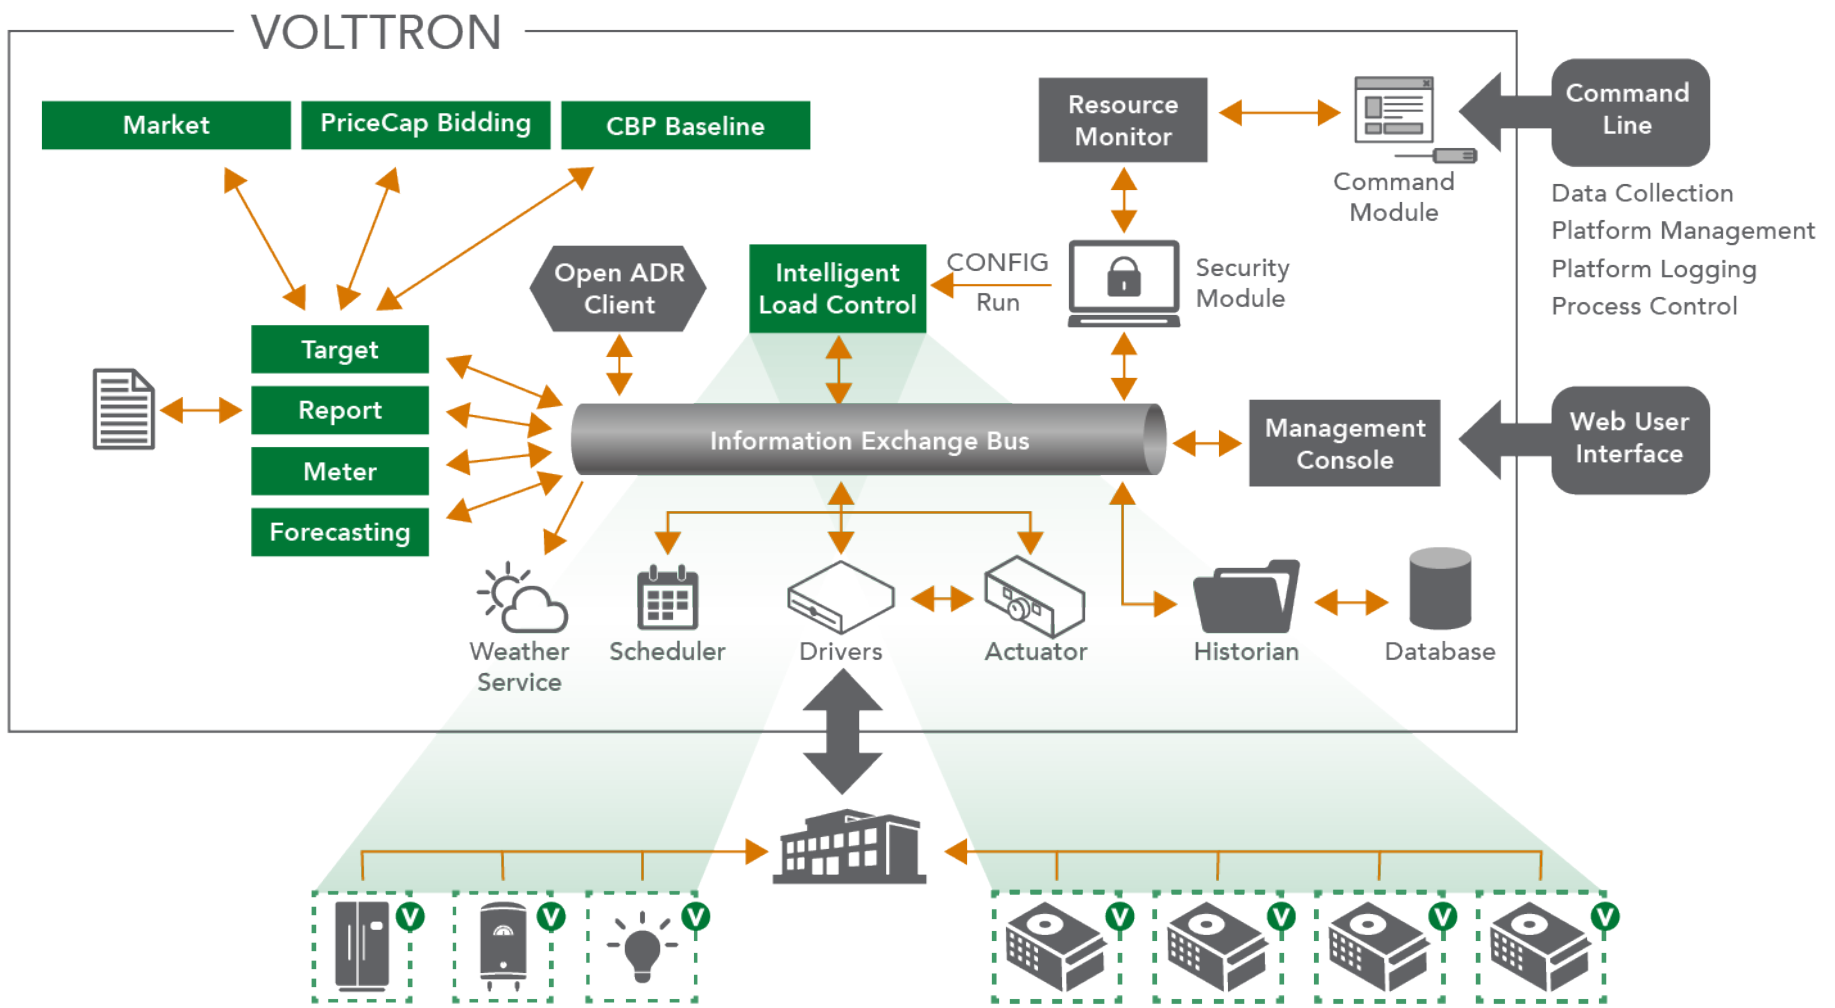 VOLTTRON
Market
PriceCap Bidding
CBP Baseline
Resource
Monitor
Command
Module
Command
Line
Data Collection
Platform Management
Platform Logging
Process Control
Open ADR
Client
Intelligent
Load Control
CONFIG
Run
Security
Module
Target
Report
Meter
Forecasting
Information Exchange Bus
Management
Console
Web User
Interface
Weather
Service
Scheduler
Drivers
Actuator
Historian
Database
V
V
V
V
V
V
V